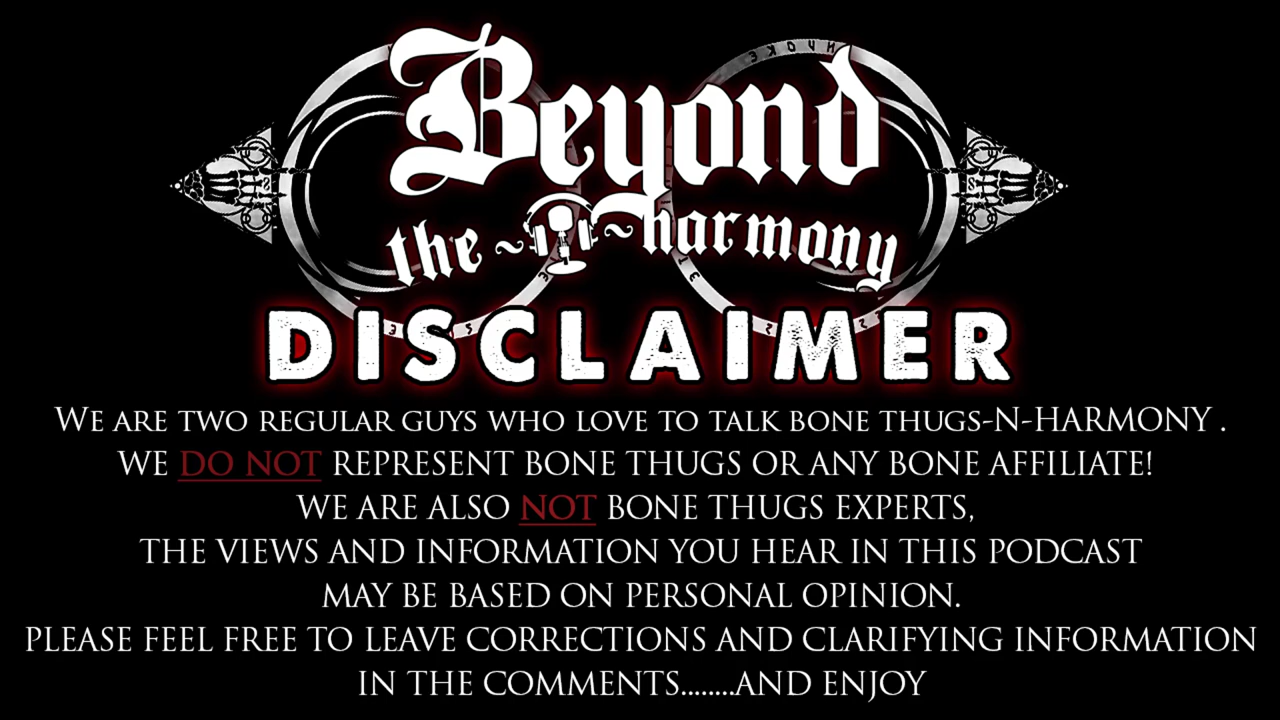 Beyond
the ~ ~ harmony
DISCLAIMER
WE ARE TWO REGULAR GUYS WHO LOVE TO TALK BONE THUGS-N-HARMONY .
WE DO NOT REPRESENT BONE THUGS OR ANY BONE AFFILIATE!
WE ARE ALSO NOT BONE THUGS EXPERTS,
THE VIEWS AND INFORMATION YOU HEAR IN THIS PODCAST
MAY BE BASED ON PERSONAL OPINION.
PLEASE FEEL FREE TO LEAVE CORRECTIONS AND CLARIFYING INFORMATION
IN THE COMMENTS........AND ENJOY